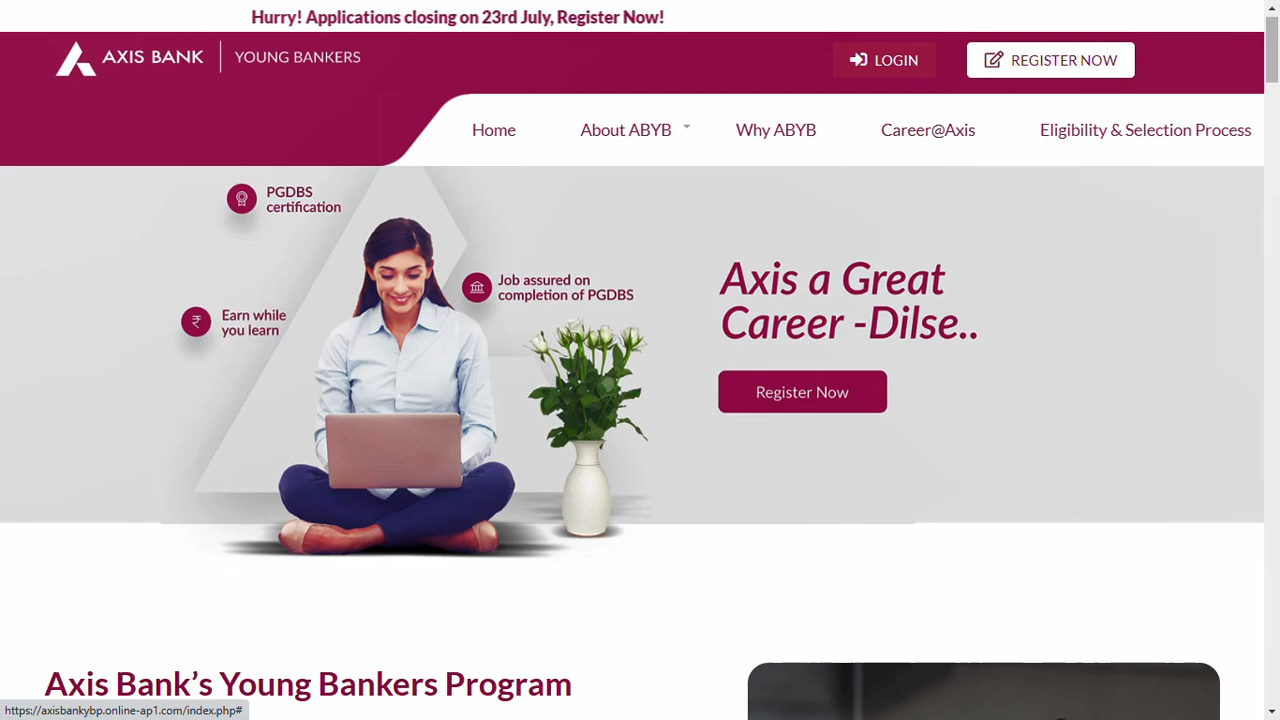 Hurry! Applications closing on 23rd July, Register Now!
AXIS BANK | YOUNG BANKERS
LOGIN
REGISTER NOW
Home
About ABYB
Why ABYB
Career@Axis
Eligibility & Selection Process
PGDBS
certification
Job assured on
completion of PGDBS
Earn while
you learn
Axis a Great
Career -Dilse..
Register Now
Axis Bank’s Young Bankers Program
https://axisbankybp.online-ap1.com/index.php#